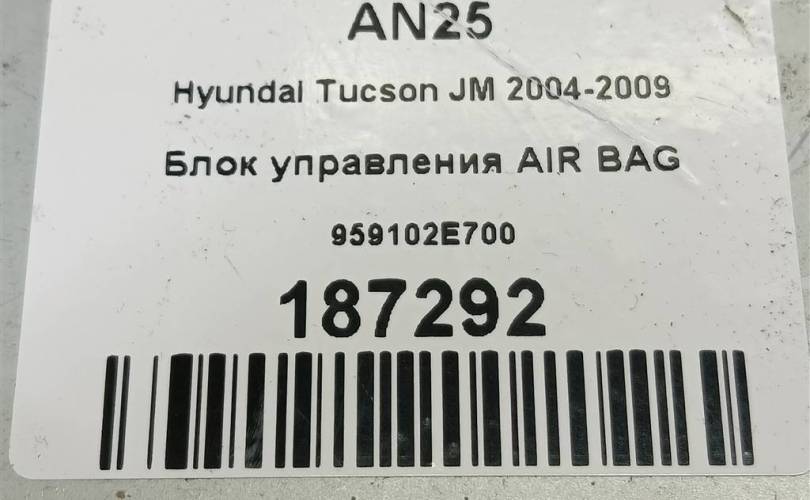 AN25
Hyundai Tucson JM 2004-2009
Блок управления AIR BAG
959102E700
187292